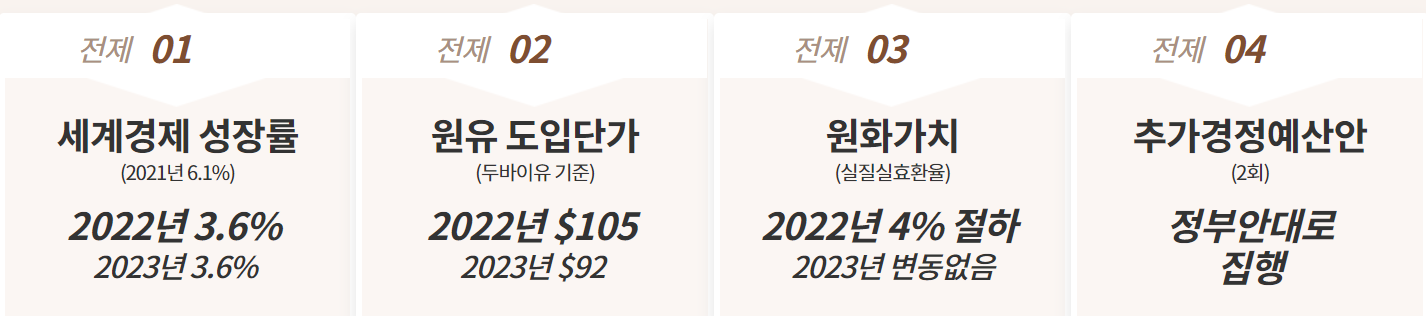 전제 01
세계경제 성장률
(2021년 6.1%)
2022년 3.6%
2023년 3.6%
전제 02
원유 도입단가
(두바이유 기준)
2022년 $105
2023년 $92
전제 03
원화가치
(실질실효환율)
2022년 4% 절하
2023년 변동없음
전제 04
추가경정예산안
(2회)
정부안대로
집행